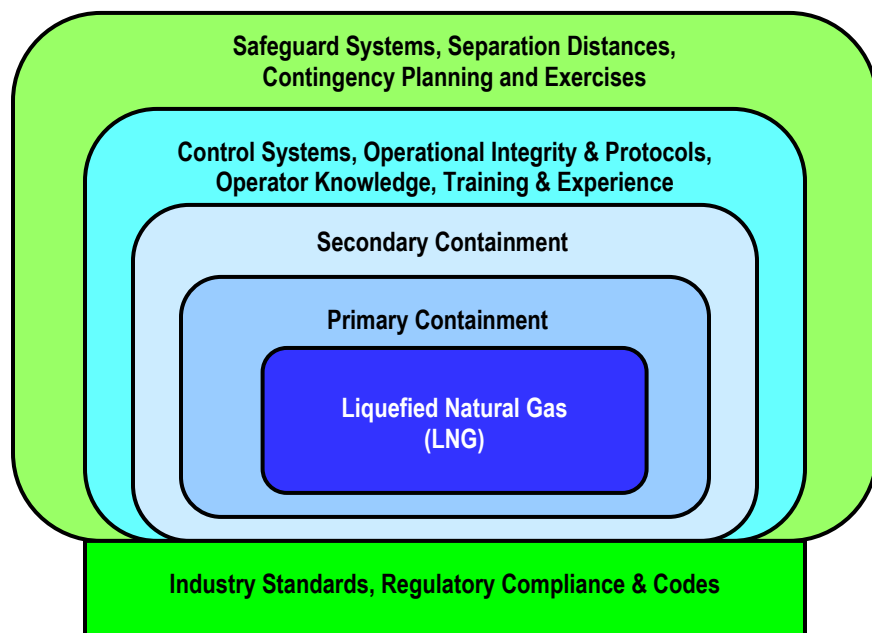 Safeguard Systems, Separation Distances,
Contingency Planning and Exercises
Control Systems, Operational Integrity & Protocols,
Operator Knowledge, Training & Experience
Secondary Containment
Primary Containment
Liquefied Natural Gas
(LNG)
Industry Standards, Regulatory Compliance & Codes